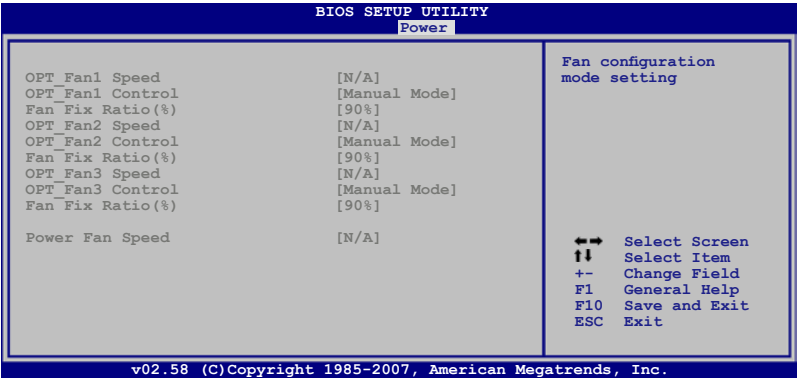 BIOS SETUP UTILITY
Power
OPT_Fan1 Speed [N/A]
OPT_Fan1 Control [Manual Mode]
Fan Fix Ratio(%) [90%]
OPT_Fan2 Speed [N/A]
OPT_Fan2 Control [Manual Mode]
Fan Fix Ratio(%) [90%]
OPT_Fan3 Speed [N/A]
OPT_Fan3 Control [Manual Mode]
Fan Fix Ratio(%) [90%]
Power Fan Speed [N/A]
Fan configuration
mode setting
←→ Select Screen
↑↓ Select Item
+- Change Field
F1 General Help
F10 Save and Exit
ESC Exit
v02.58 (C)Copyright 1985-2007, American Megatrends, Inc.